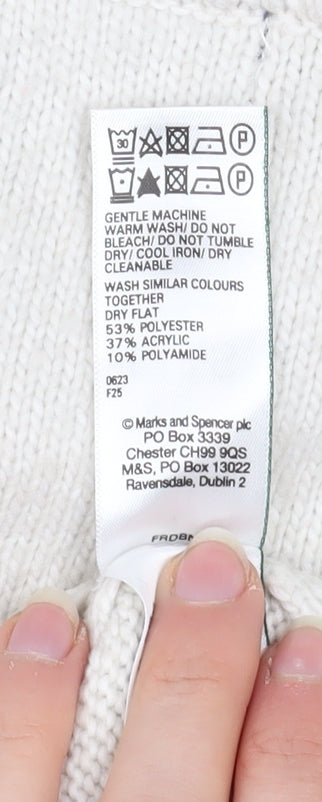 30 P
P
GENTLE MACHINE
WARM WASH/ DO NOT
BLEACH/ DO NOT TUMBLE
DRY/ COOL IRON/ DRY
CLEANABLE
WASH SIMILAR COLOURS
TOGETHER
DRY FLAT
53% POLYESTER
37% ACRYLIC
10% POLYAMIDE
0623
F25
© Marks and Spencer plc
PO Box 3339
Chester CH99 9QS
M&S, PO Box 13022
Ravensdale, Dublin 2